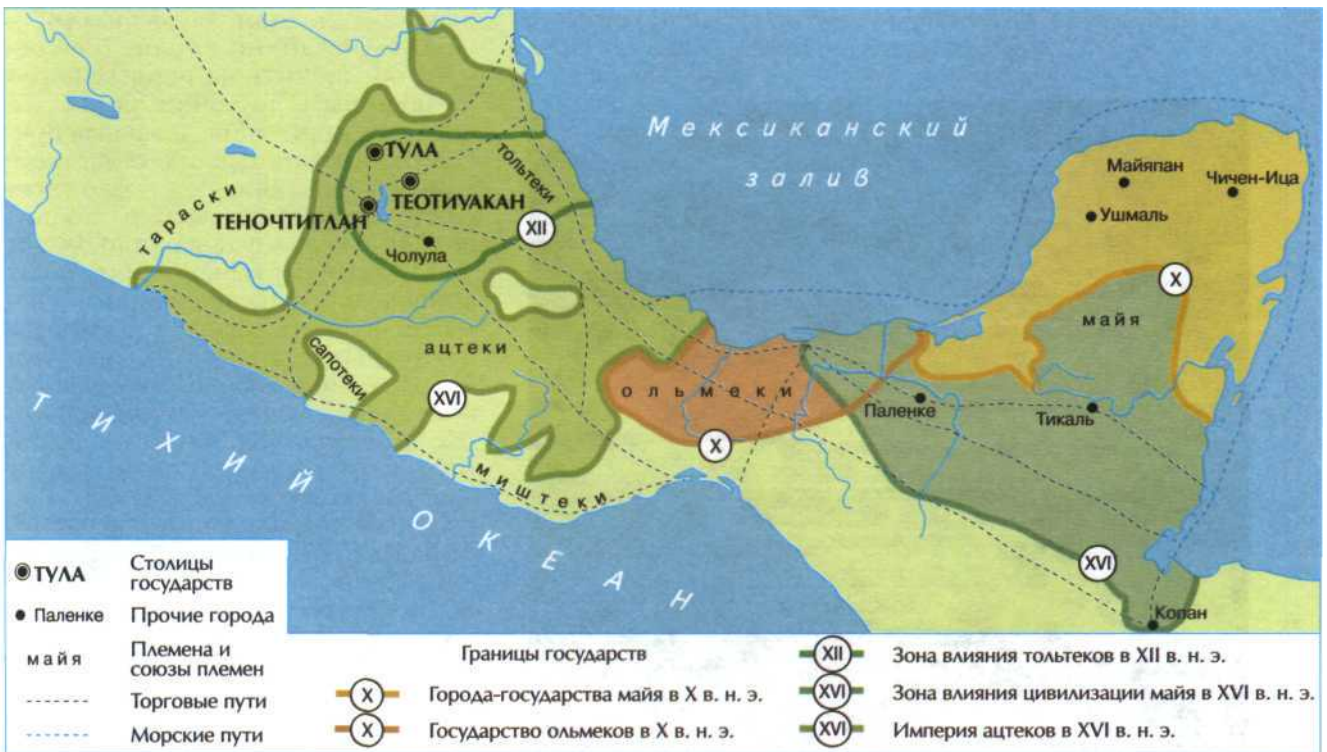 Мексиканский
залив
ТУЛА
ТЕОТИУАКАН
ТЕНОЧТИТЛАН
Чолула
тольтеки
XII
тараски
Майяпан
Чичен-Ица
Ушмаль
X
майя
ацтеки
сапотеки
XVI
ольмеки
X
миштеки
Паленке
Тикаль
XVI
Копан
ТИХИЙ
ОКЕАН
ТУЛА Столицы
государств
Паленке Прочие города
майя Племена и
союзы племен
Торговые пути
Морские пути
Границы государств
X Города-государства майя в X в. н. э.
X Государство ольмеков в X в. н. э.
XII Зона влияния тольтеков в XII в. н. э.
XVI Зона влияния цивилизации майя в XVI в. н. э.
XVI Империя ацтеков в XVI в. н. э.